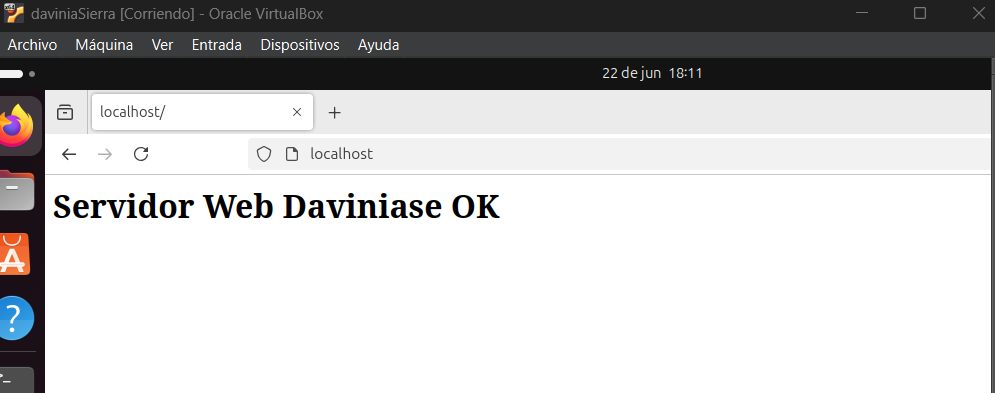 daviniaSierra [Corriendo] - Oracle VirtualBox
Archivo Máquina Ver Entrada Dispositivos Ayuda
22 de jun 18:11
localhost/
localhost
Servidor Web Daviniase OK